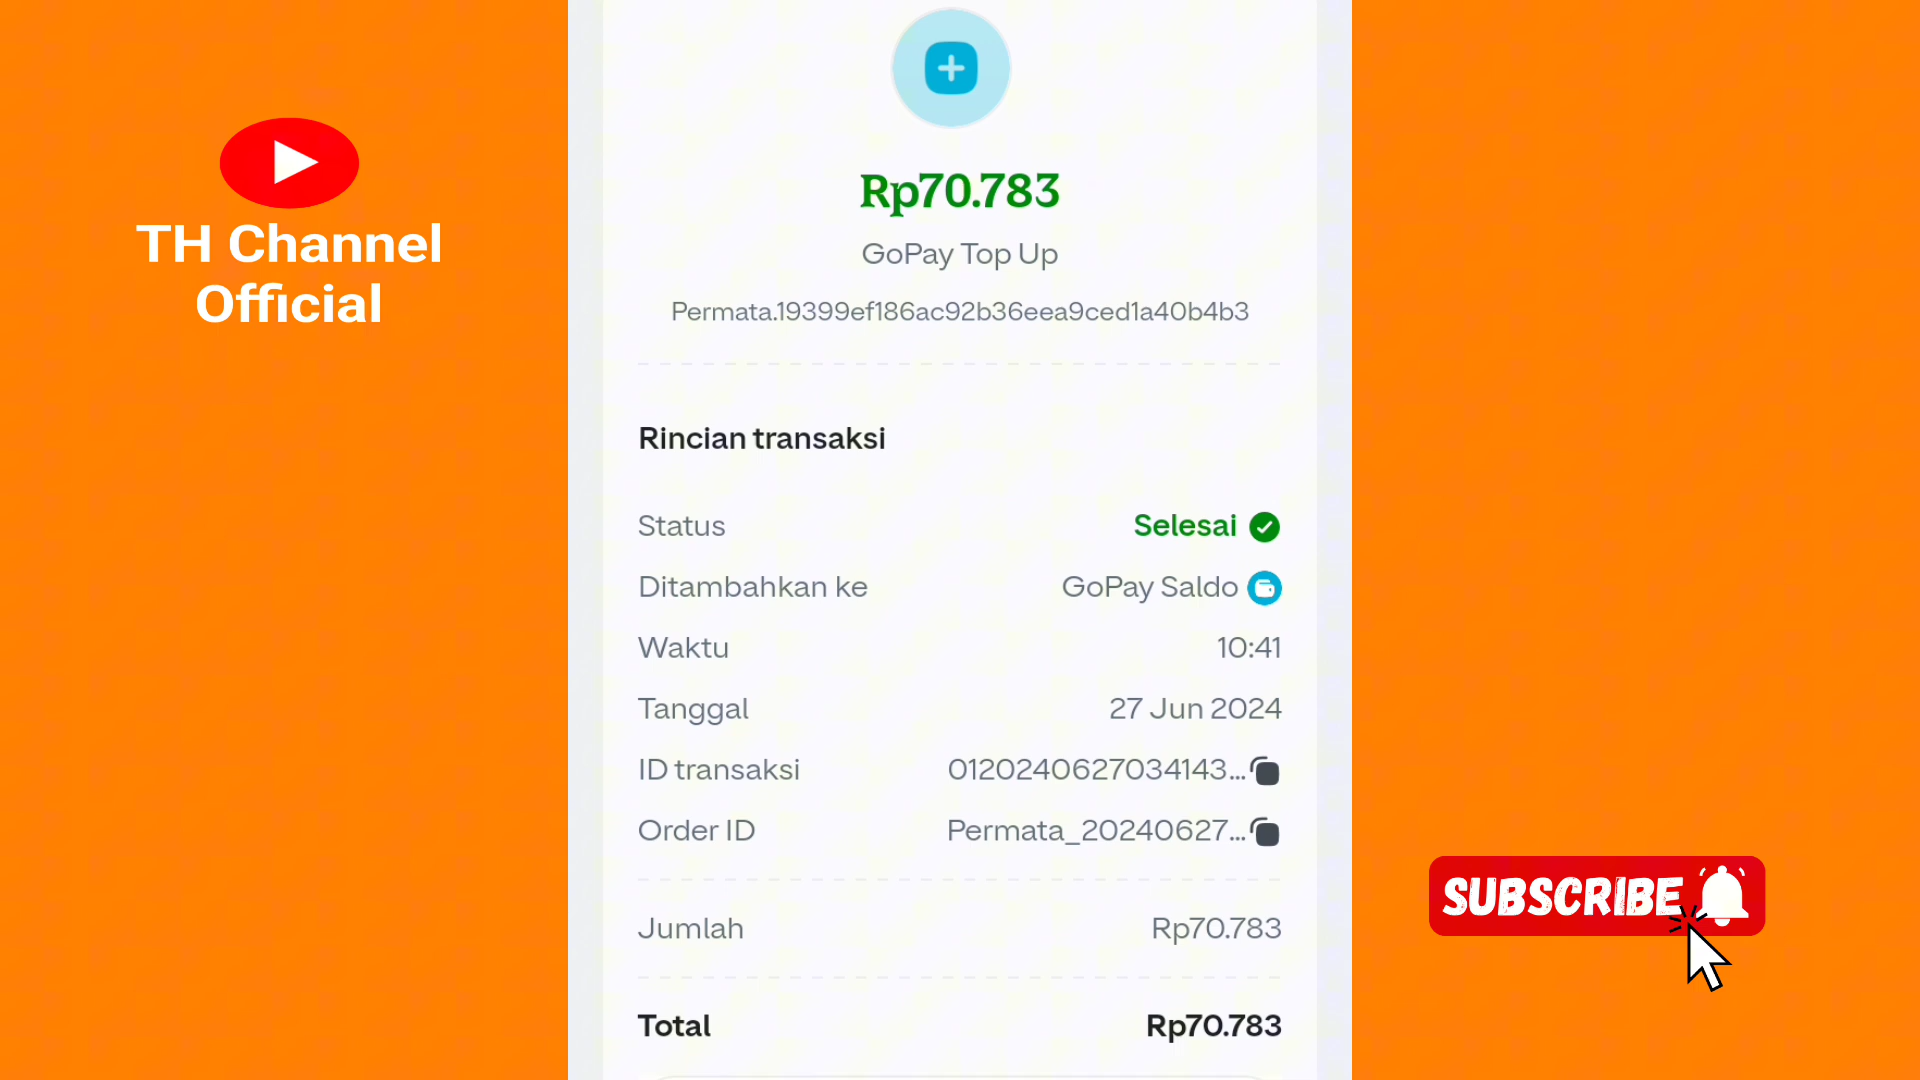 TH Channel
Official
Rp70.783
GoPay Top Up
Permata.19399ef186ac92b36eea9ced1a40b4b3
Rincian transaksi
Status Selesai
Ditambahkan ke GoPay Saldo
Waktu 10:41
Tanggal 27 Jun 2024
ID transaksi 0120240627034143...
Order ID Permata_20240627...
Jumlah Rp70.783
Total Rp70.783
SUBSCRIBE